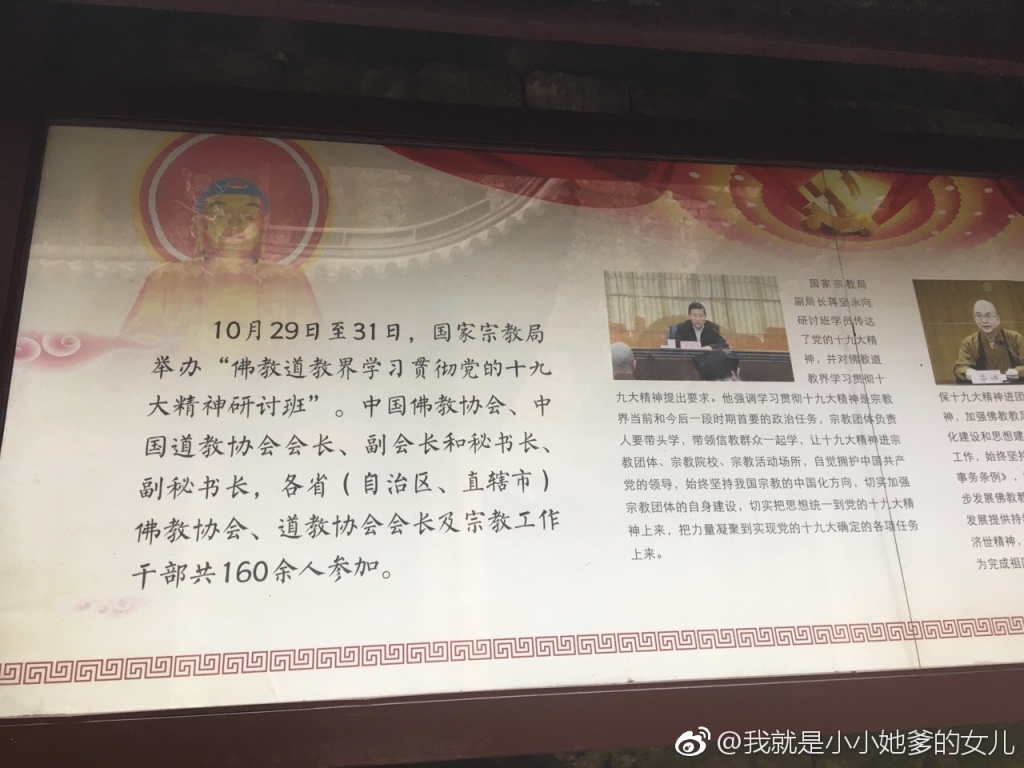 10月29日至31日，国家宗教局
举办“佛教道教界学习贯彻党的十九
大精神研讨班”。中国佛教协会、中
国道教协会会长、副会长和秘书长、
副秘书长，各省（自治区、直辖市）
佛教协会、道教协会会长及宗教工作
干部共160余人参加。
国家宗教局
副局长蒋坚永向
研讨班学员传达
了党的十九大精
神，并对佛教道
教界学习贯彻十
九大精神提出要求。他强调学习贯彻十九大精神是宗教
界当前和今后一段时期首要的政治任务，宗教团体负责
人要带头学，带领信教群众一起学，让十九大精神进宗
教团体、宗教院校、宗教活动场所，自觉拥护中国共产
党的领导，始终坚持我国宗教的中国化方向，切实加强
宗教团体的自身建设，切实把思想统一到党的十九大精
神上来，把力量凝聚到实现党的十九大确定的各项任务
上来。
保十九大精神进团
神，加强佛教教
化建设和思想建
工作，始终坚持
事务条例》，
步发展佛教教
发展提供持
济世精神，
为完成祖
@我就是小小她爹的女儿